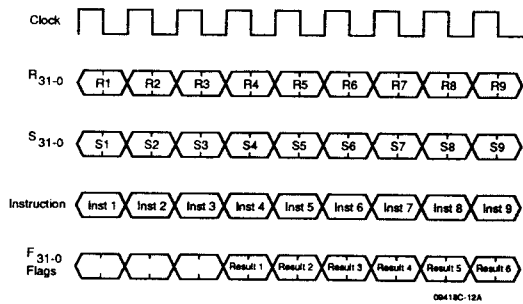 Clock
R31-0 R1 R2 R3 R4 R5 R6 R7 R8 R9
S31-0 S1 S2 S3 S4 S5 S6 S7 S8 S9
Instruction Inst 1 Inst 2 Inst 3 Inst 4 Inst 5 Inst 6 Inst 7 Inst 8 Inst 9
F31-0 Flags Result 1 Result 2 Result 3 Result 4 Result 5 Result 6
09418C-12A